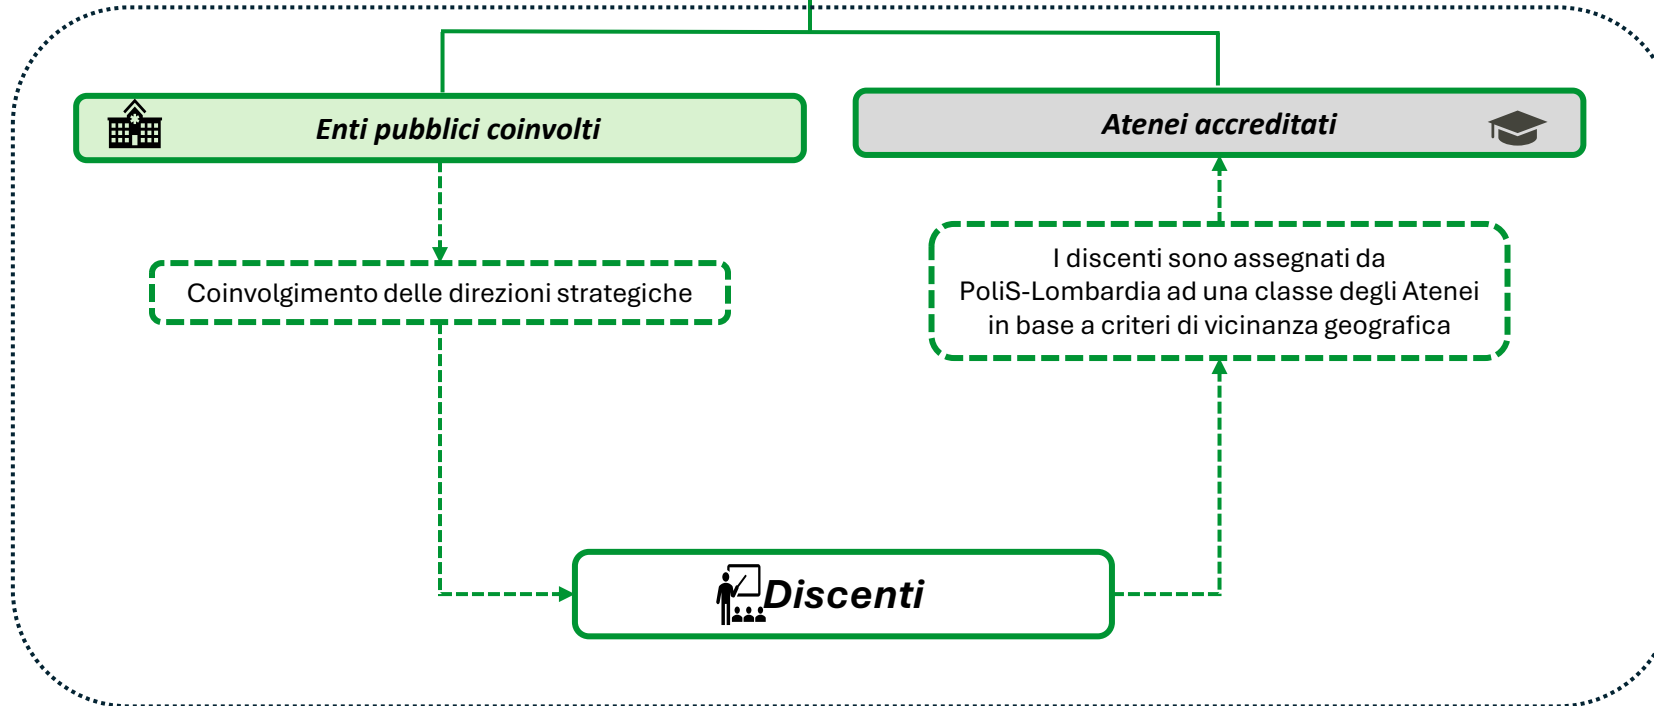 Enti pubblici coinvolti
Atenei accreditati
Coinvolgimento delle direzioni strategiche
I discenti sono assegnati da
PoliS-Lombardia ad una classe degli Atenei
in base a criteri di vicinanza geografica
Discenti